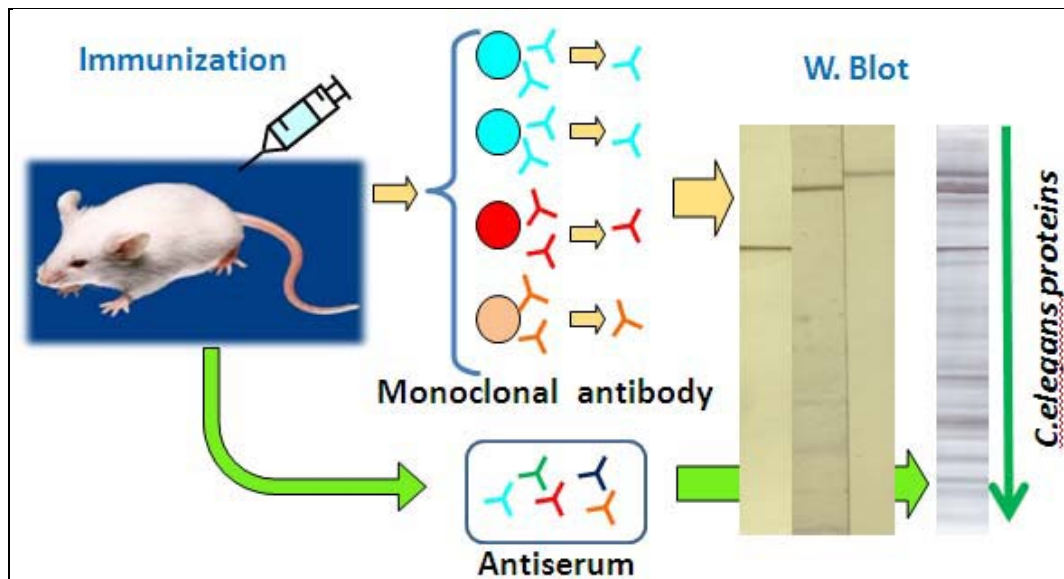 Immunization
W. Blot
C.elegans proteins
Monoclonal antibody
Antiserum